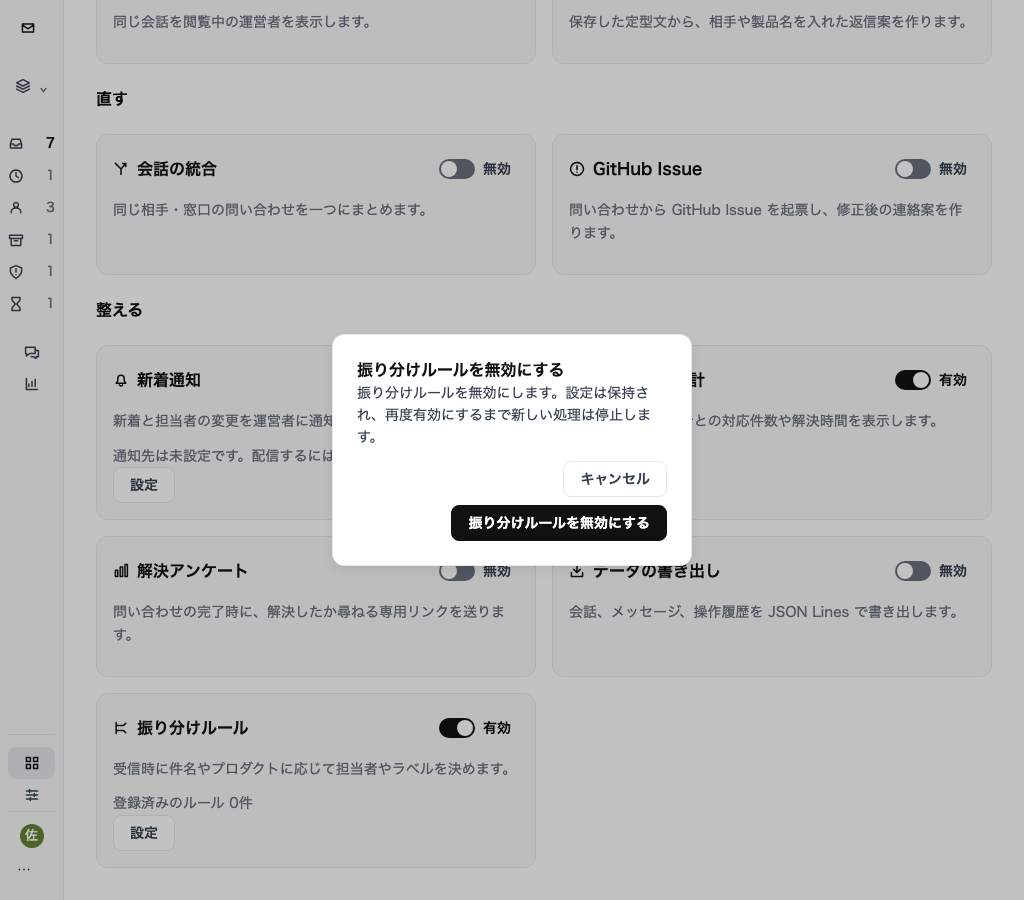 同じ会話を閲覧中の運営者を表示します。
保存した定型文から、相手や製品名を入れた返信案を作ります。
直す
7
1
3
1
1
1
会話の統合
無効
同じ相手・窓口の問い合わせを一つにまとめます。
GitHub Issue
無効
問い合わせから GitHub Issue を起票し、修正後の連絡案を作
ります。
整える
新着通知
新着と担当者の変更を運営者に通知
通知先は未設定です。配信するには
設定
計
有効
との対応件数や解決時間を表示します。
振り分けルールを無効にする
振り分けルールを無効にします。設定は保持さ
れ、再度有効にするまで新しい処理は停止しま
す。
キャンセル
振り分けルールを無効にする
解決アンケート
無効
問い合わせの完了時に、解決したか尋ねる専用リンクを送りま
す。
データの書き出し
無効
会話、メッセージ、操作履歴を JSON Lines で書き出します。
振り分けルール
有効
受信時に件名やプロダクトに応じて担当者やラベルを決めます。
登録済みのルール 0件
設定
佐
…